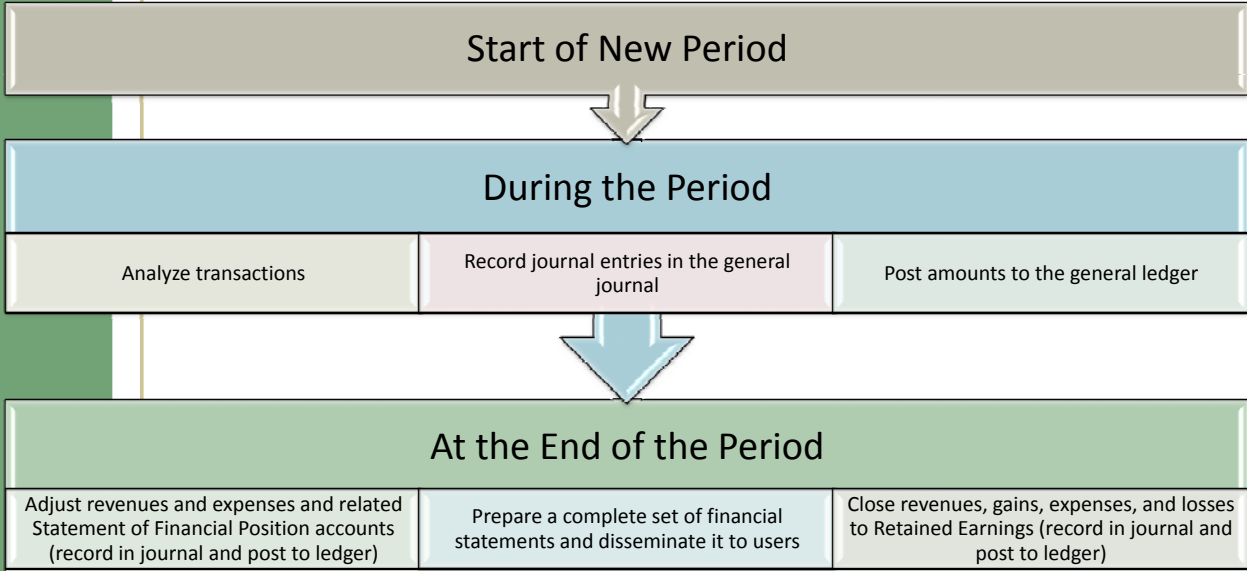 Start of New Period
During the Period
Analyze transactions
Record journal entries in the general
journal
Post amounts to the general ledger
At the End of the Period
Adjust revenues and expenses and related
Statement of Financial Position accounts
(record in journal and post to ledger)
Prepare a complete set of financial
statements and disseminate it to users
Close revenues, gains, expenses, and losses
to Retained Earnings (record in journal and
post to ledger)